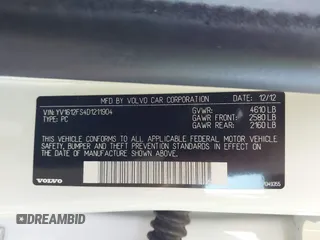 MFD. BY VOLVO CAR CORPORATION 12/12
VIN: YV1612FS4D1211904 GVWR: 4610 LB
TYPE: PC GAWR FRONT: 2580 LB
GAWR REAR: 2160 LB
THIS VEHICLE CONFORMS TO ALL APPLICABLE FEDERAL MOTOR VEHICLE
SAFETY, BUMPER, AND THEFT PREVENTION STANDARDS IN EFFECT ON
THE DATE OF MANUFACTURE SHOWN ABOVE.
VOLVO
DREAMBID